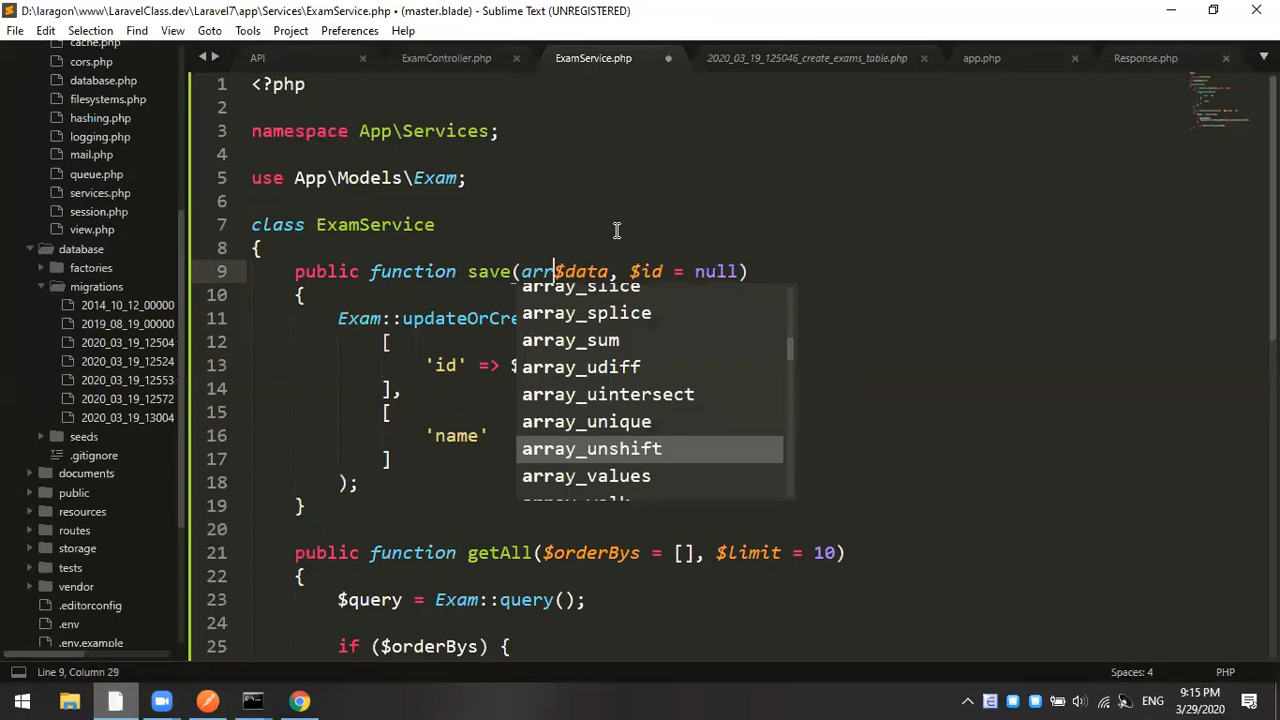 D:\laragon\www\LaravelClass.dev\Laravel7\app\Services\ExamService.php • (master.blade) - Sublime Text (UNREGISTERED)
File Edit Selection Find View Goto Tools Project Preferences Help
API ExamController.php ExamService.php 2020_03_19_125046_create_exams_table.php app.php Response.php
cache.php
cors.php
database.php
filesystems.php
hashing.php
logging.php
mail.php
queue.php
services.php
session.php
view.php
database
factories
migrations
2014_10_12_00000
2019_08_19_00000
2020_03_19_12504
2020_03_19_12524
2020_03_19_12553
2020_03_19_12572
2020_03_19_13004
seeds
.gitignore
documents
public
resources
routes
storage
tests
vendor
.editorconfig
.env
.env.example
1 <?php
2
3 namespace App\Services;
4
5 use App\Models\Exam;
6
7 class ExamService
8 {
9 public function save(arr$data, $id = null)
10 {
11 Exam::updateOrCre
12 [
13 'id' => $
14 ],
15 [
16 'name'
17 ]
18 );
19 }
20
21 public function getAll($orderBys = [], $limit = 10)
22 {
23 $query = Exam::query();
24
25 if ($orderBys) {
array_slice
array_splice
array_sum
array_udiff
array_uintersect
array_unique
array_unshift
array_values
array_walk
Line 9, Column 29 Spaces: 4 PHP
ENG 9:15 PM
3/29/2020